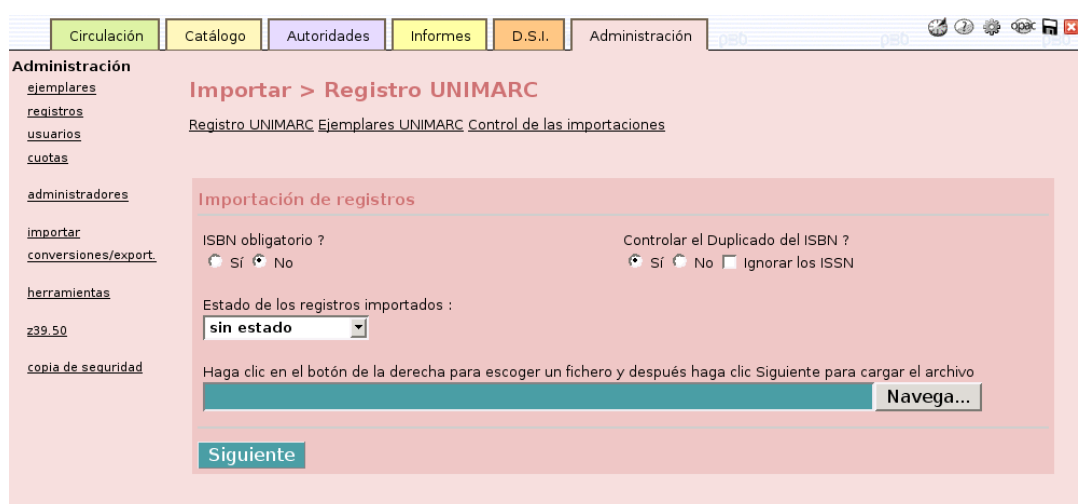 Circulación Catálogo Autoridades Informes D.S.I. Administración pmb pmb opac
Administración
ejemplares
registros
usuarios
cuotas
administradores
importar
conversiones/export.
herramientas
z39.50
copia de seguridad
Importar > Registro UNIMARC
Registro UNIMARC Ejemplares UNIMARC Control de las importaciones
Importación de registros
ISBN obligatorio ?
Sí No
Controlar el Duplicado del ISBN ?
Sí No Ignorar los ISSN
Estado de los registros importados :
sin estado
Haga clic en el botón de la derecha para escoger un fichero y después haga clic Siguiente para cargar el archivo
Navega...
Siguiente